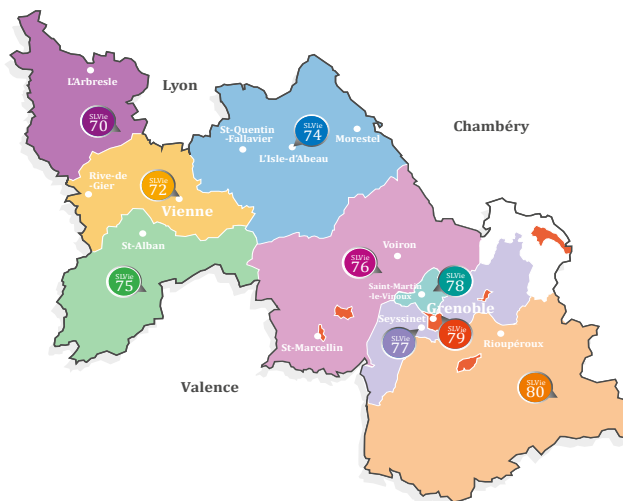 L'Arbresle
Lyon
SLVie
70
St-Quentin
-Fallavier
SLVie
74
Morestel
L'Isle-d'Abeau
Chambéry
Rive-de
-Gier
SLVie
72
Vienne
St-Alban
SLVie
75
Voiron
SLVie
76
Saint-Martin
-le-Vinoux
SLVie
78
Grenoble
Seyssinet
SLVie
77
SLVie
79
Rioupéroux
St-Marcellin
Valence
SLVie
80